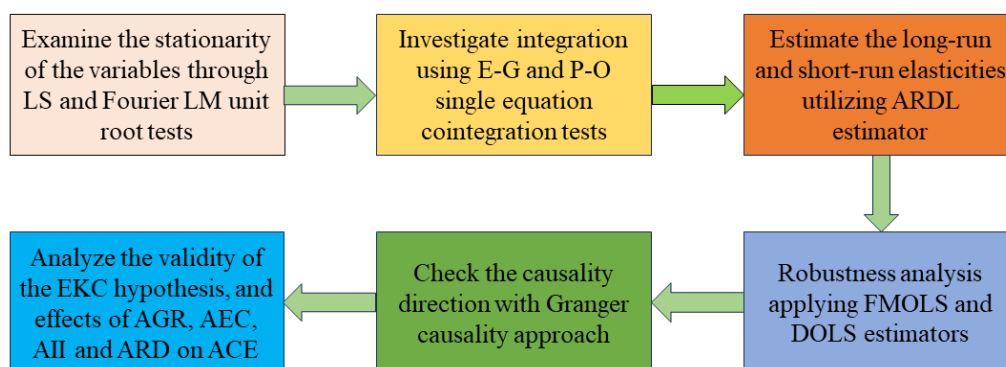 Examine the stationarity
of the variables through
LS and Fourier LM unit
root tests
Investigate integration
using E-G and P-O
single equation
cointegration tests
Estimate the long-run
and short-run elasticities
utilizing ARDL
estimator
Robustness analysis
applying FMOLS and
DOLS estimators
Check the causality
direction with Granger
causality approach
Analyze the validity of
the EKC hypothesis, and
effects of AGR, AEC,
AII and ARD on ACE